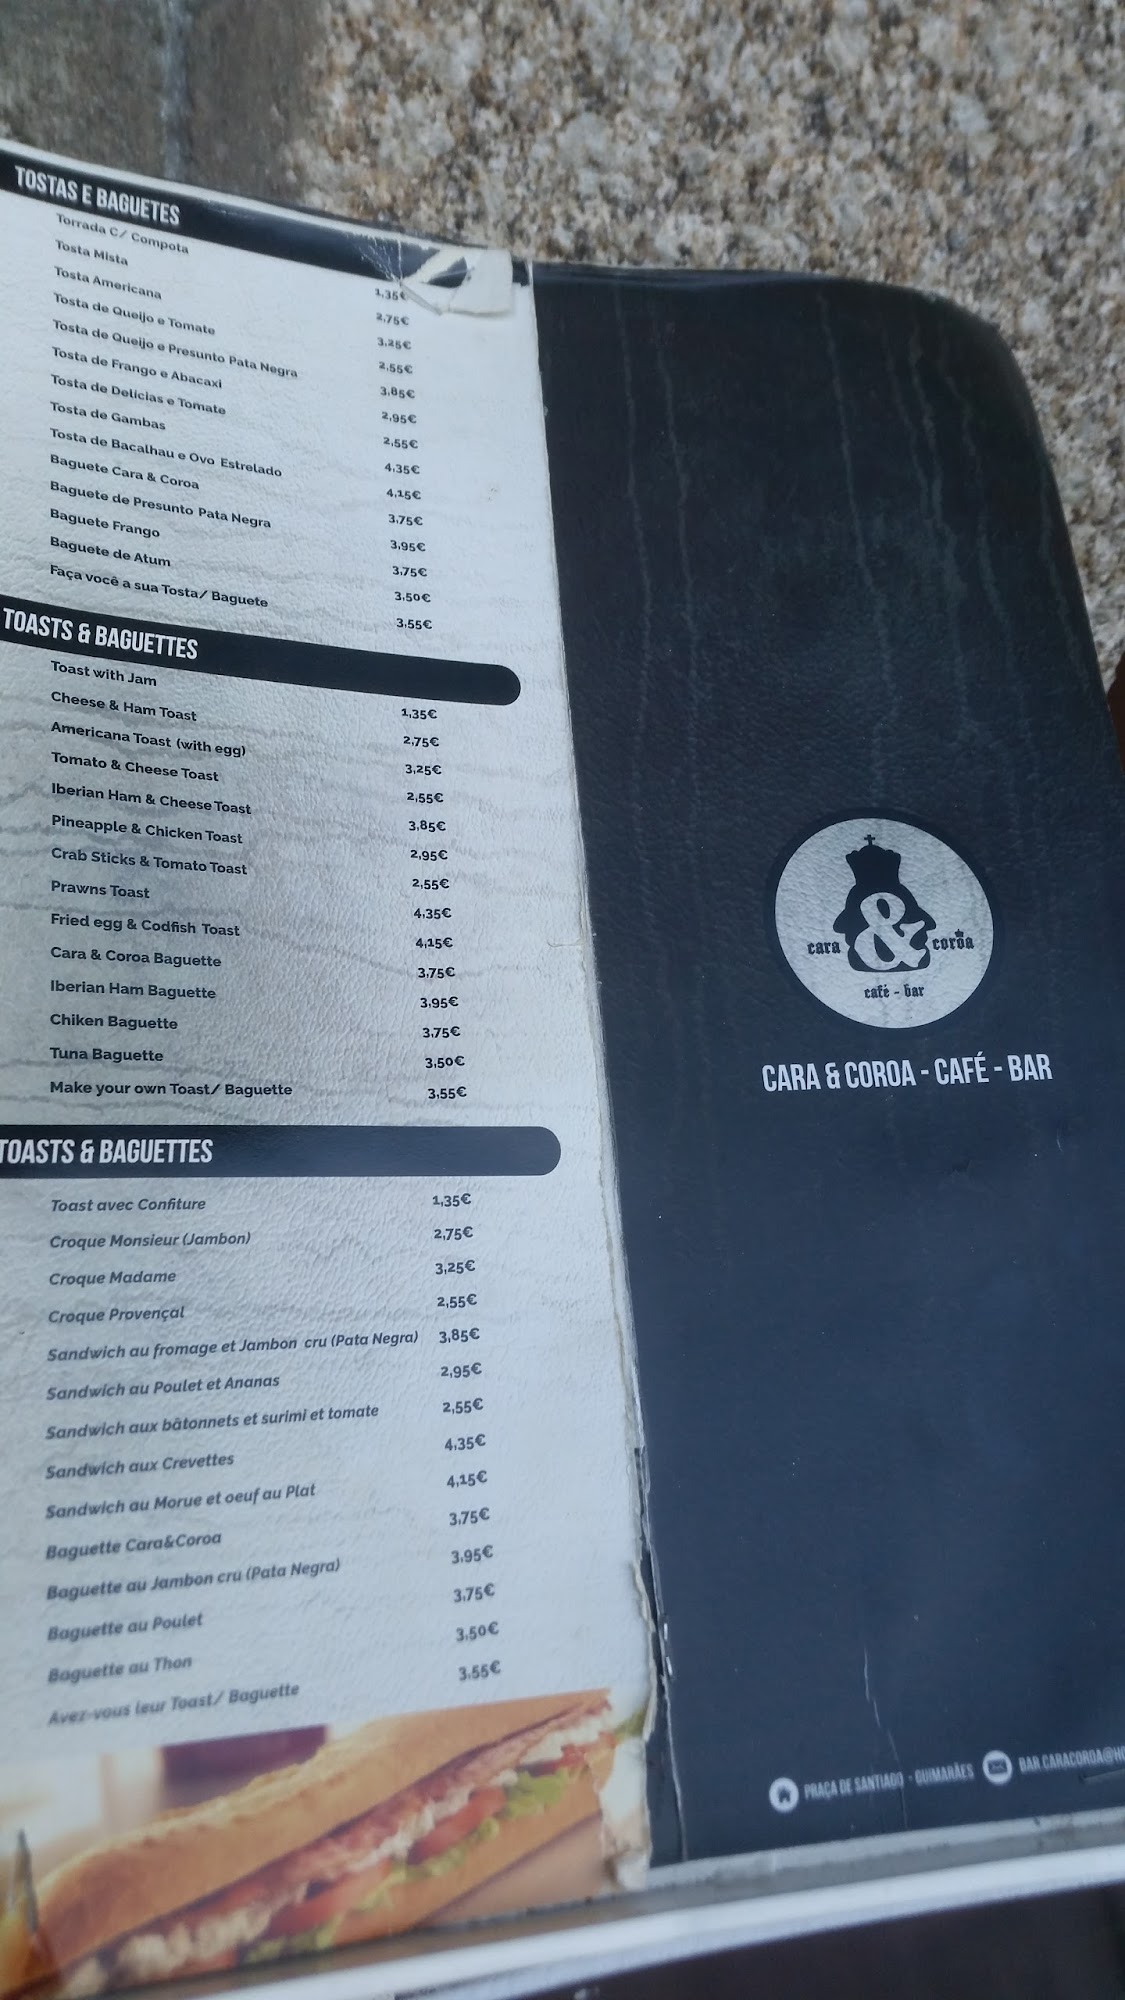 TOSTAS E BAGUETES
Torrada C/ Compota 1,35€
Tosta Mista 2,75€
Tosta Americana 3,25€
Tosta de Queijo e Tomate 2,55€
Tosta de Queijo e Presunto Pata Negra 3,85€
Tosta de Frango e Abacaxi 2,95€
Tosta de Delícias e Tomate 2,55€
Tosta de Gambas 4,35€
Tosta de Bacalhau e Ovo Estrelado 4,15€
Baguete Cara & Coroa 3,75€
Baguete de Presunto Pata Negra 3,95€
Baguete Frango 3,75€
Baguete de Atum 3,50€
Faça você a sua Tosta/ Baguete 3,55€
TOASTS & BAGUETTES
Toast with Jam 1,35€
Cheese & Ham Toast 2,75€
Americana Toast (with egg) 3,25€
Tomato & Cheese Toast 2,55€
Iberian Ham & Cheese Toast 3,85€
Pineapple & Chicken Toast 2,95€
Crab Sticks & Tomato Toast 2,55€
Prawns Toast 4,35€
Fried egg & Codfish Toast 4,15€
Cara & Coroa Baguette 3,75€
Iberian Ham Baguette 3,95€
Chiken Baguette 3,75€
Tuna Baguette 3,50€
Make your own Toast/ Baguette 3,55€
TOASTS & BAGUETTES
Toast avec Confiture 1,35€
Croque Monsieur (Jambon) 2,75€
Croque Madame 3,25€
Croque Provençal 2,55€
Sandwich au fromage et Jambon cru (Pata Negra) 3,85€
Sandwich au Poulet et Ananas 2,95€
Sandwich aux bâtonnets et surimi et tomate 2,55€
Sandwich aux Crevettes 4,35€
Sandwich au Morue et oeuf au Plat 4,15€
Baguette Cara&Coroa 3,75€
Baguette au Jambon cru (Pata Negra) 3,95€
Baguette au Poulet 3,75€
Baguette au Thon 3,50€
Avez-vous leur Toast/ Baguette 3,55€
cara & coroa
café - bar
CARA & COROA - CAFÉ - BAR
PRAÇA DE SANTIAGO - GUIMARÃES BAR.CARACOROA@HO